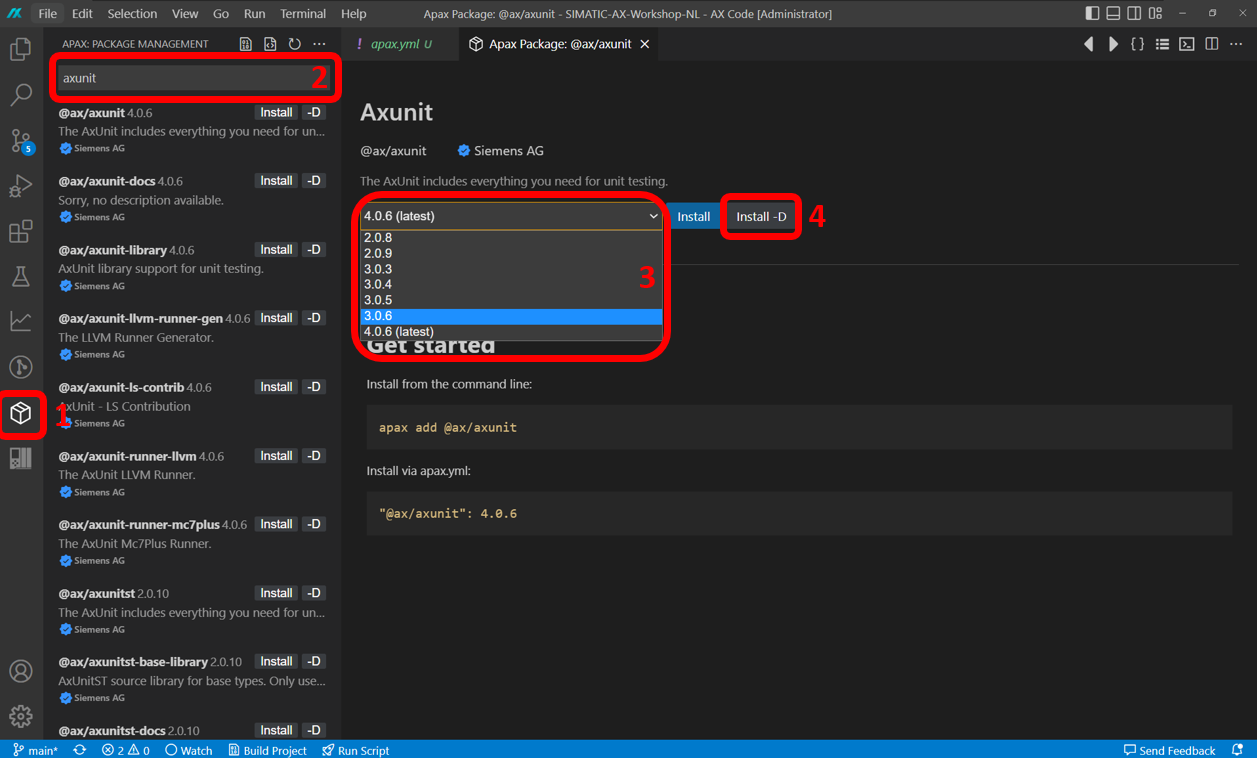 File Edit Selection View Go Run Terminal Help
Apax Package: @ax/axunit - SIMATIC-AX-Workshop-NL - AX Code [Administrator]
APAX: PACKAGE MANAGEMENT
axunit
2
@ax/axunit 4.0.6 Install -D
The AxUnit includes everything you need for un...
Siemens AG
@ax/axunit-docs 4.0.6 Install -D
Sorry, no description available.
Siemens AG
@ax/axunit-library 4.0.6 Install -D
AxUnit library support for unit testing.
Siemens AG
@ax/axunit-llvm-runner-gen 4.0.6 Install -D
The LLVM Runner Generator.
Siemens AG
@ax/axunit-ls-contrib 4.0.6 Install -D
AxUnit - LS Contribution
Siemens AG
@ax/axunit-runner-llvm 4.0.6 Install -D
The AxUnit LLVM Runner.
Siemens AG
@ax/axunit-runner-mc7plus 4.0.6 Install -D
The AxUnit Mc7Plus Runner.
Siemens AG
@ax/axunitst 2.0.10 Install -D
The AxUnit includes everything you need for un...
Siemens AG
@ax/axunitst-base-library 2.0.10 Install -D
AxUnitST source library for base types. Only use...
Siemens AG
@ax/axunitst-docs 2.0.10 Install -D
5
1
! apax.yml U
Apax Package: @ax/axunit
Axunit
@ax/axunit Siemens AG
The AxUnit includes everything you need for unit testing.
4.0.6 (latest) Install Install -D 4
2.0.8
2.0.9
3.0.3
3.0.4
3.0.5
3.0.6
4.0.6 (latest)
3
Get started
Install from the command line:
apax add @ax/axunit
Install via apax.yml:
"@ax/axunit": 4.0.6
main* 2 0 Watch Build Project Run Script Send Feedback